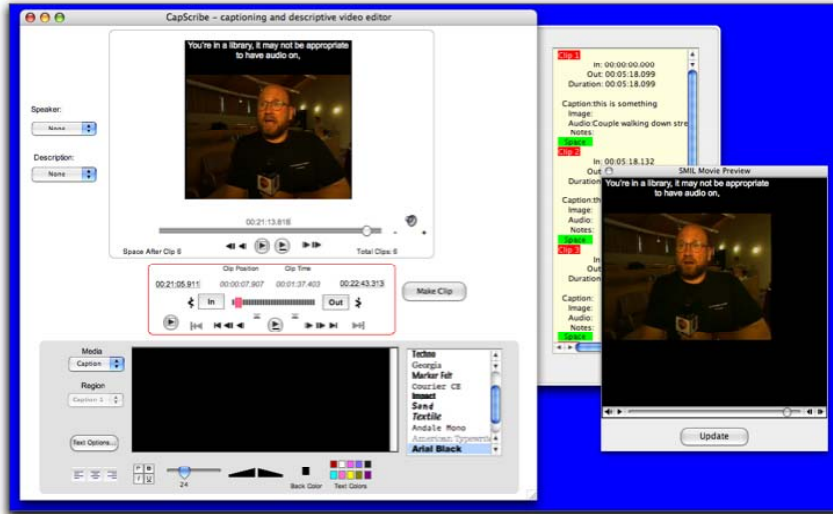 CapScribe - captioning and descriptive video editor
You're in a library, it may not be appropriate
to have audio on,
Speaker:
None
Description:
None
00:21:13.818
Space After Clip 6
Total Clips: 6
Clip Position
Clip Time
00:21:05.911
00:00:07.907
00:01:37.403
00:22:43.313
In
Out
Make Clip
Media
Caption
Region
Caption 1
Text Options...
P B
I U
24
Back Color
Text Colors
Techno
Georgia
Marker Felt
Courier CE
Impact
Sand
Textile
Andale Mono
American Typewrite
Arial Black
Clip 1
In: 00:00:00.000
Out: 00:05:18.099
Duration: 00:05:18.099
Caption:this is something
Image:
Audio:Couple walking down stre
Notes:
Space
Clip 2
In: 00:05:18.132
Out
Duration
Caption:th
Image:
Audio:
Notes:
Space
Clip 3
In
Out
Duration
Caption:
Image:
Audio:
Notes:
Space
SMIL Movie Preview
You're in a library, it may not be appropriate
to have audio on,
Update